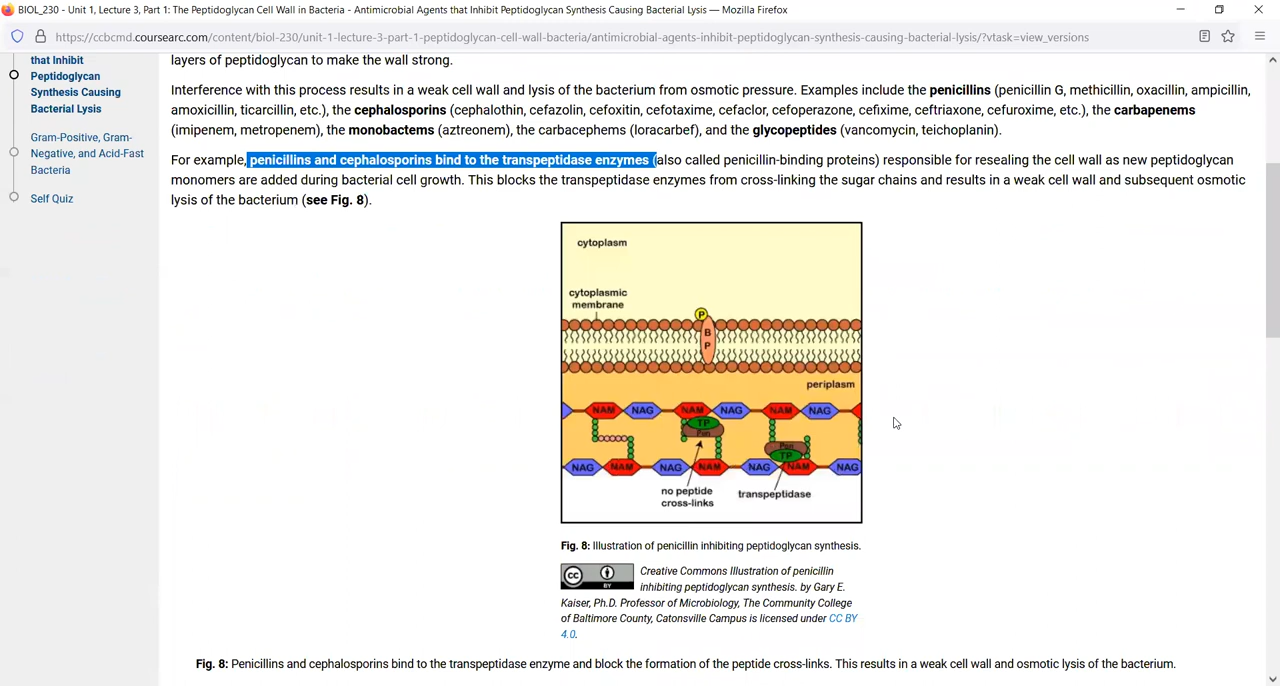 BIOL_230 - Unit 1, Lecture 3, Part 1: The Peptidoglycan Cell Wall in Bacteria - Antimicrobial Agents that Inhibit Peptidoglycan Synthesis Causing Bacterial Lysis — Mozilla Firefox
https://ccbcmd.coursearc.com/content/biol-230/unit-1-lecture-3-part-1-peptidoglycan-cell-wall-bacteria/antimicrobial-agents-inhibit-peptidoglycan-synthesis-causing-bacterial-lysis/?vtask=view_versions
that Inhibit
Peptidoglycan
Synthesis Causing
Bacterial Lysis
Gram-Positive, Gram-
Negative, and Acid-Fast
Bacteria
Self Quiz
layers of peptidoglycan to make the wall strong.
Interference with this process results in a weak cell wall and lysis of the bacterium from osmotic pressure. Examples include the penicillins (penicillin G, methicillin, oxacillin, ampicillin,
amoxicillin, ticarcillin, etc.), the cephalosporins (cephalothin, cefazolin, cefoxitin, cefotaxime, cefaclor, cefoperazone, cefixime, ceftriaxone, cefuroxime, etc.), the carbapenems
(imipenem, metropenem), the monobactems (aztreonem), the carbacephems (loracarbef), and the glycopeptides (vancomycin, teichoplanin).
For example, penicillins and cephalosporins bind to the transpeptidase enzymes (also called penicillin-binding proteins) responsible for resealing the cell wall as new peptidoglycan
monomers are added during bacterial cell growth. This blocks the transpeptidase enzymes from cross-linking the sugar chains and results in a weak cell wall and subsequent osmotic
lysis of the bacterium (see Fig. 8).
cytoplasm
cytoplasmic
membrane
P
B
P
periplasm
NAM NAG NAM NAG NAM NAG
TP
Pen
Pen
TP
NAG NAM NAG NAM NAG NAM NAG
no peptide
cross-links
transpeptidase
Fig. 8: Illustration of penicillin inhibiting peptidoglycan synthesis.
cc BY
Creative Commons Illustration of penicillin
inhibiting peptidoglycan synthesis. by Gary E.
Kaiser, Ph.D. Professor of Microbiology, The Community College
of Baltimore County, Catonsville Campus is licensed under CC BY
4.0.
Fig. 8: Penicillins and cephalosporins bind to the transpeptidase enzyme and block the formation of the peptide cross-links. This results in a weak cell wall and osmotic lysis of the bacterium.